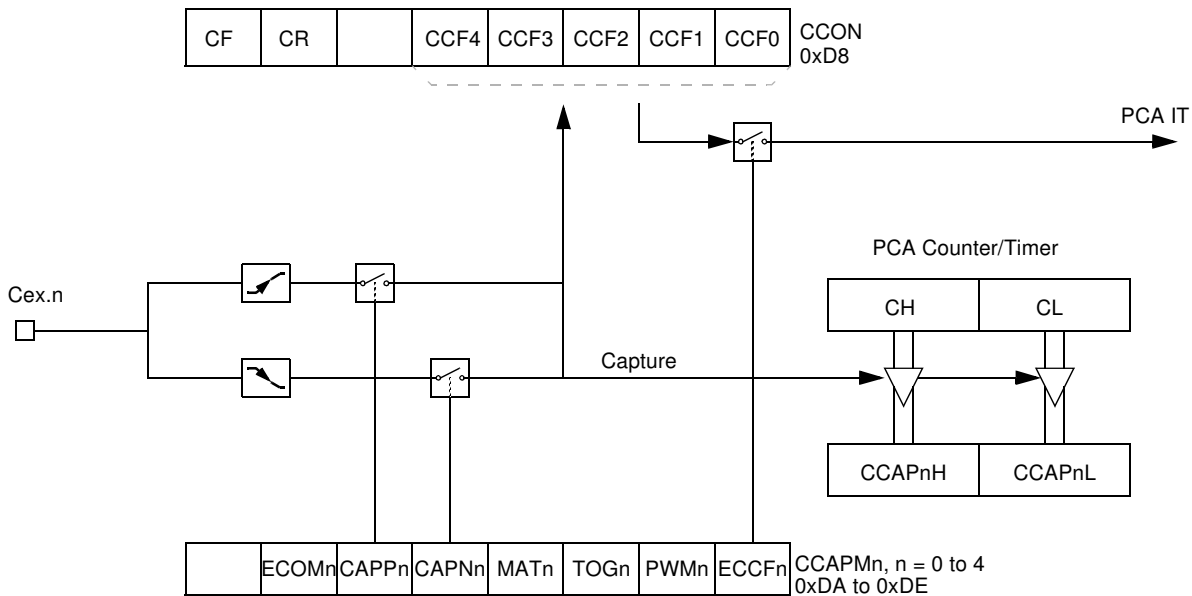 CF CR CCF4 CCF3 CCF2 CCF1 CCF0
CCON
0xD8
PCA IT
PCA Counter/Timer
Cex.n
CH CL
Capture
CCAPnH CCAPnL
ECOMn CAPPn CAPNn MATn TOGn PWMn ECCFn
CCAPMn, n = 0 to 4
0xDA to 0xDE